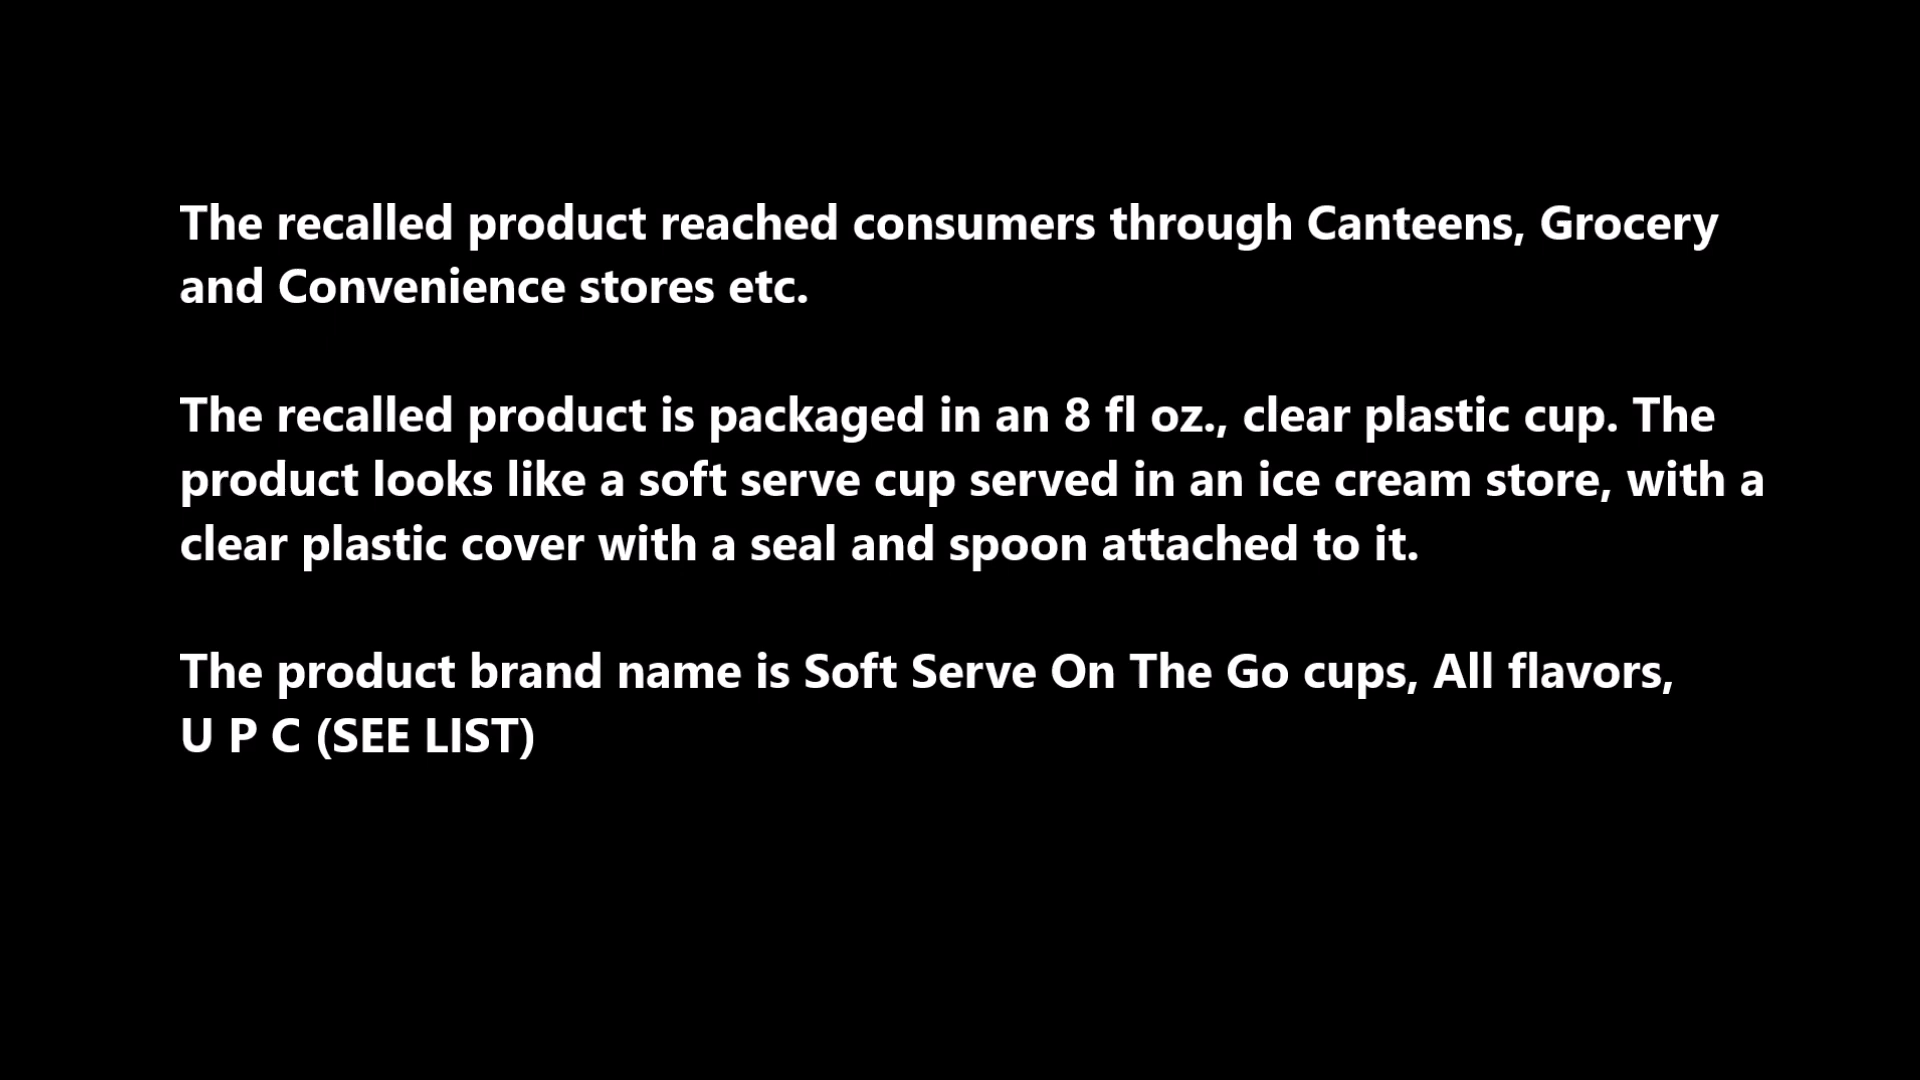 The recalled product reached consumers through Canteens, Grocery
and Convenience stores etc.
The recalled product is packaged in an 8 fl oz., clear plastic cup. The
product looks like a soft serve cup served in an ice cream store, with a
clear plastic cover with a seal and spoon attached to it.
The product brand name is Soft Serve On The Go cups, All flavors,
U P C (SEE LIST)